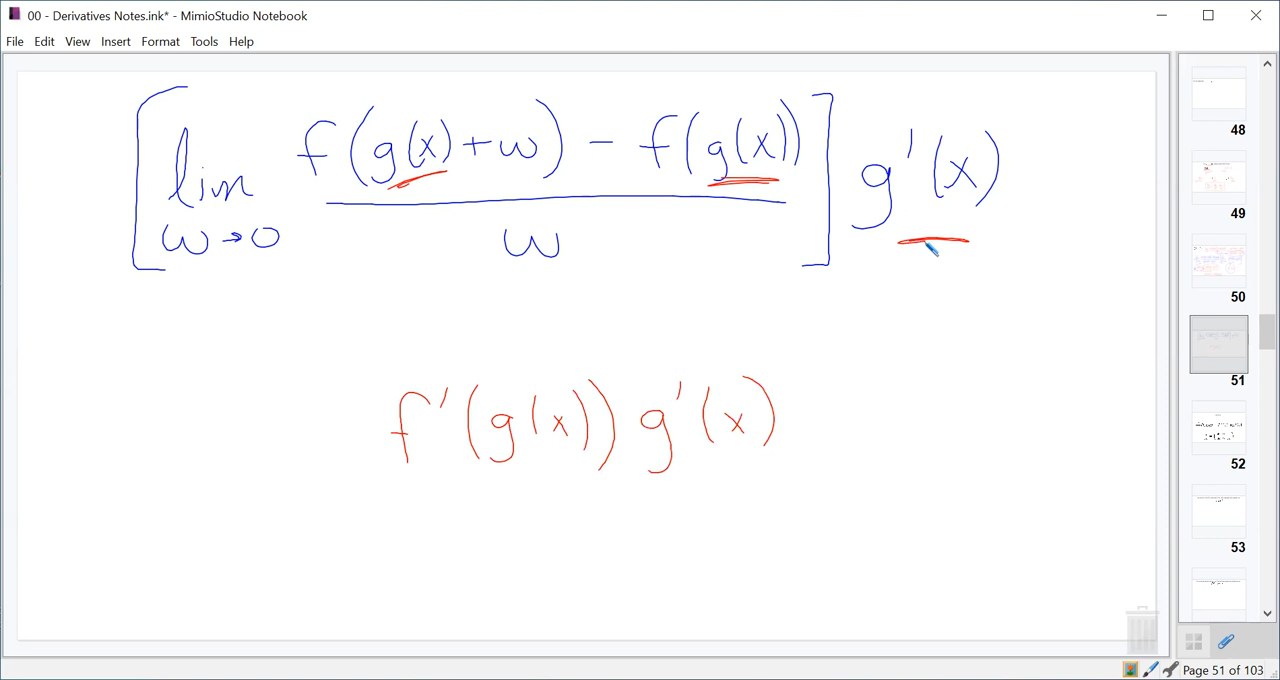 00 - Derivatives Notes.ink* - MimioStudio Notebook
File Edit View Insert Format Tools Help
[ lim w→0 f(g(x)+w) - f(g(x)) / w ] g'(x)
f'(g(x)) g'(x)
48
49
50
51
52
53
Page 51 of 103